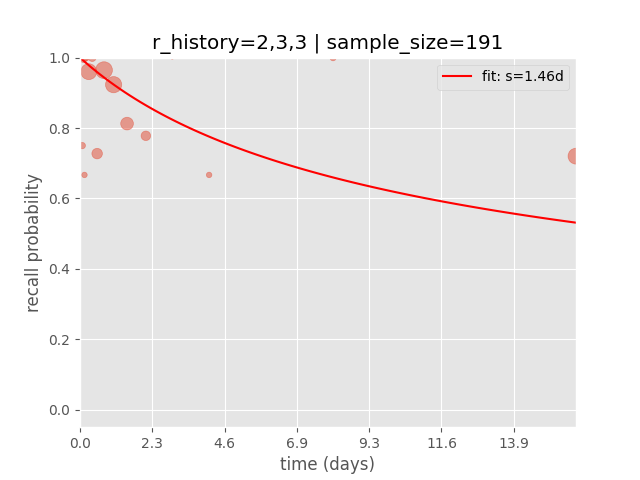 r_history=2,3,3 | sample_size=191
1.0
0.8
0.6
0.4
0.2
0.0
recall probability
fit: s=1.46d
0.0 2.3 4.6 6.9 9.3 11.6 13.9
time (days)